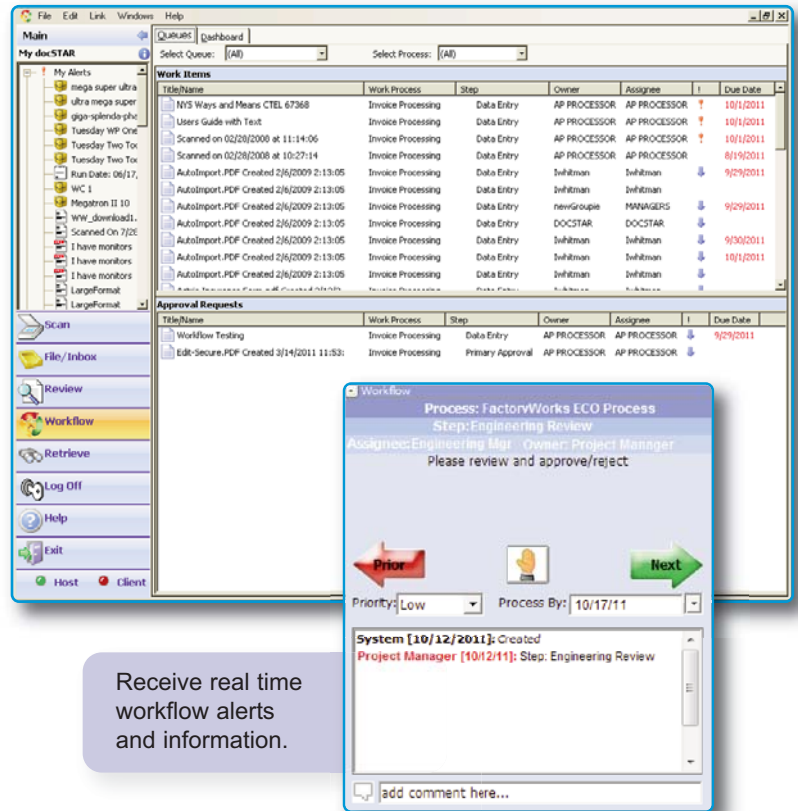 File Edit Link Windows Help
Main
My docSTAR
My Alerts
mega super ultra
ultra mega super
giga-splenda-pha
Tuesday WP One
Tuesday Two Too
Tuesday Two Too
Run Date: 06/17,
WC 1
Megatron II 10
WW_download1.
Scanned On 7/28
I have monitors
I have monitors
I have monitors
LargeFormat
LargeFormat
Scan
File/Inbox
Review
Workflow
Retrieve
Log Off
Help
Exit
Host Client
Queues Dashboard
Select Queue: (All) Select Process: (All)
Work Items
Title/Name Work Process Step Owner Assignee ! Due Date
NYS Ways and Means CTEL 67368 Invoice Processing Data Entry AP PROCESSOR AP PROCESSOR ! 10/1/2011
Users Guide with Text Invoice Processing Data Entry AP PROCESSOR AP PROCESSOR ! 10/1/2011
Scanned on 02/28/2008 at 11:14:06 Invoice Processing Data Entry AP PROCESSOR AP PROCESSOR ! 10/1/2011
Scanned on 02/28/2008 at 10:27:14 Invoice Processing Data Entry AP PROCESSOR AP PROCESSOR 8/19/2011
AutoImport.PDF Created 2/6/2009 2:13:05 Invoice Processing Data Entry lwhitman lwhitman 9/29/2011
AutoImport.PDF Created 2/6/2009 2:13:05 Invoice Processing Data Entry lwhitman lwhitman
AutoImport.PDF Created 2/6/2009 2:13:05 Invoice Processing Data Entry newGroupie MANAGERS 9/29/2011
AutoImport.PDF Created 2/6/2009 2:13:05 Invoice Processing Data Entry DOCSTAR DOCSTAR
AutoImport.PDF Created 2/6/2009 2:13:05 Invoice Processing Data Entry lwhitman lwhitman 9/30/2011
AutoImport.PDF Created 2/6/2009 2:13:05 Invoice Processing Data Entry lwhitman lwhitman 10/1/2011
AutoImport.PDF Created 2/6/2009 2:13:05 Invoice Processing Data Entry lwhitman lwhitman
Approval Requests
Title/Name Work Process Step Owner Assignee ! Due Date
Workflow Testing Invoice Processing Data Entry AP PROCESSOR AP PROCESSOR 9/29/2011
Edit-Secure.PDF Created 3/14/2011 11:53: Invoice Processing Primary Approval AP PROCESSOR AP PROCESSOR
Workflow
Process: FactoryWorks ECO Process
Step:Engineering Review
Assignee:Engineering Mgr Owner: Project Manager
Please review and approve/reject
Prior Next
Priority: Low Process By: 10/17/11
System [10/12/2011]: Created
Project Manager [10/12/11]: Step: Engineering Review
add comment here...
Receive real time
workflow alerts
and information.